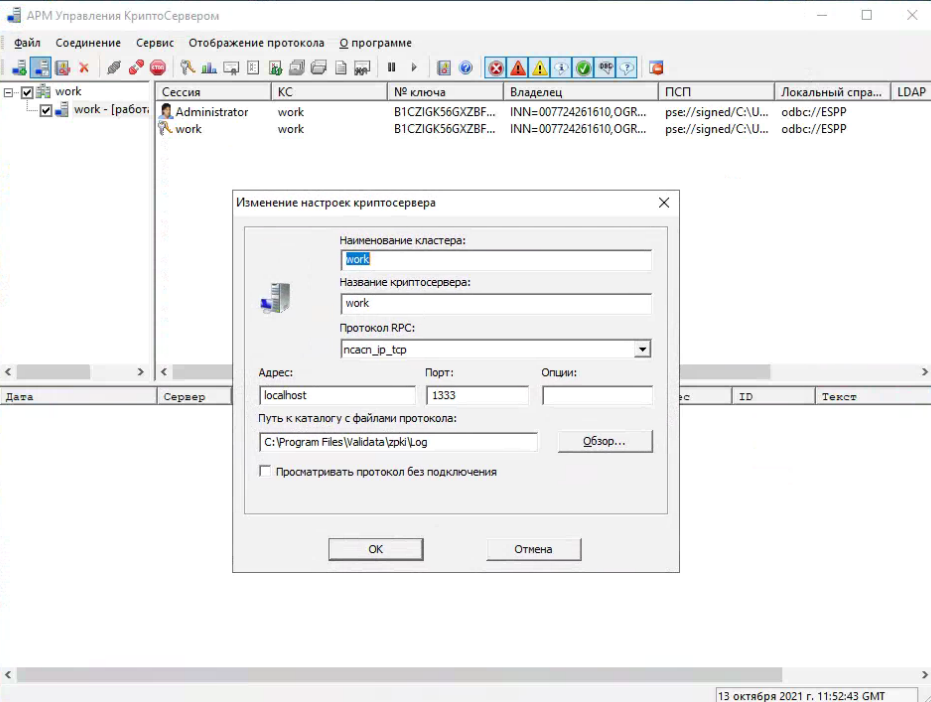 АРМ Управления КриптоСервером
Файл Соединение Сервис Отображение протокола О программе
work
work - [работа
Сессия КС № ключа Владелец ПСП Локальный спра... LDAP
Administrator work B1CZIGK56GXZBF... INN=007724261610,OGR... pse://signed/C:\U... odbc://ESPP
work work B1CZIGK56GXZBF... INN=007724261610,OGR... pse://signed/C:\U... odbc://ESPP
Изменение настроек криптосервера
Наименование кластера:
work
Название криптосервера:
work
Протокол RPC:
ncacn_ip_tcp
Адрес: Порт: Опции:
localhost 1333
Путь к каталогу с файлами протокола:
C:\Program Files\Validata\zpki\Log
Обзор...
Просматривать протокол без подключения
OK Отмена
Дата Сервер ес ID Текст
13 октября 2021 г. 11:52:43 GMT